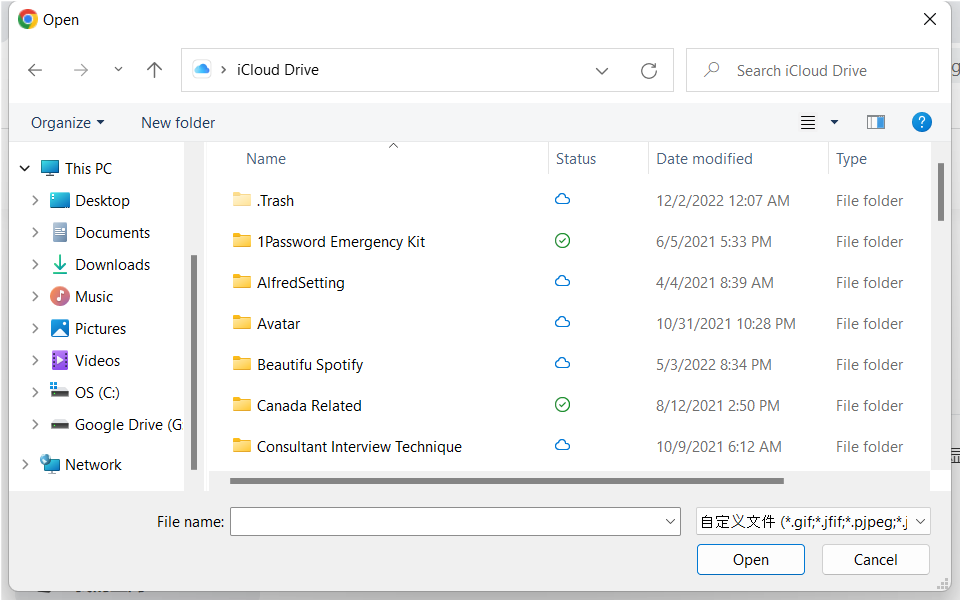 Open
iCloud Drive
Search iCloud Drive
Organize
New folder
?
Name
Status
Date modified
Type
This PC
Desktop
Documents
Downloads
Music
Pictures
Videos
OS (C:)
Google Drive (G
Network
.Trash 12/2/2022 12:07 AM File folder
1Password Emergency Kit 6/5/2021 5:33 PM File folder
AlfredSetting 4/4/2021 8:39 AM File folder
Avatar 10/31/2021 10:28 PM File folder
Beautifu Spotify 5/3/2022 8:34 PM File folder
Canada Related 8/12/2021 2:50 PM File folder
Consultant Interview Technique 10/9/2021 6:12 AM File folder
File name:
自定义文件 (*.gif;*.jfif;*.pjpeg;*.j
Open
Cancel